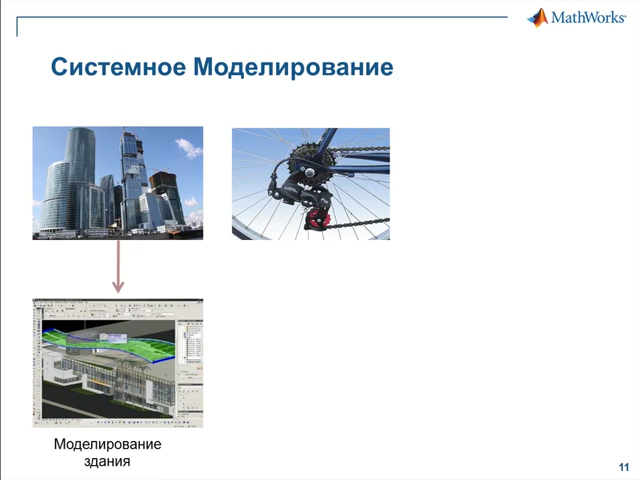 MathWorks
Системное Моделирование
Моделирование
здания
11